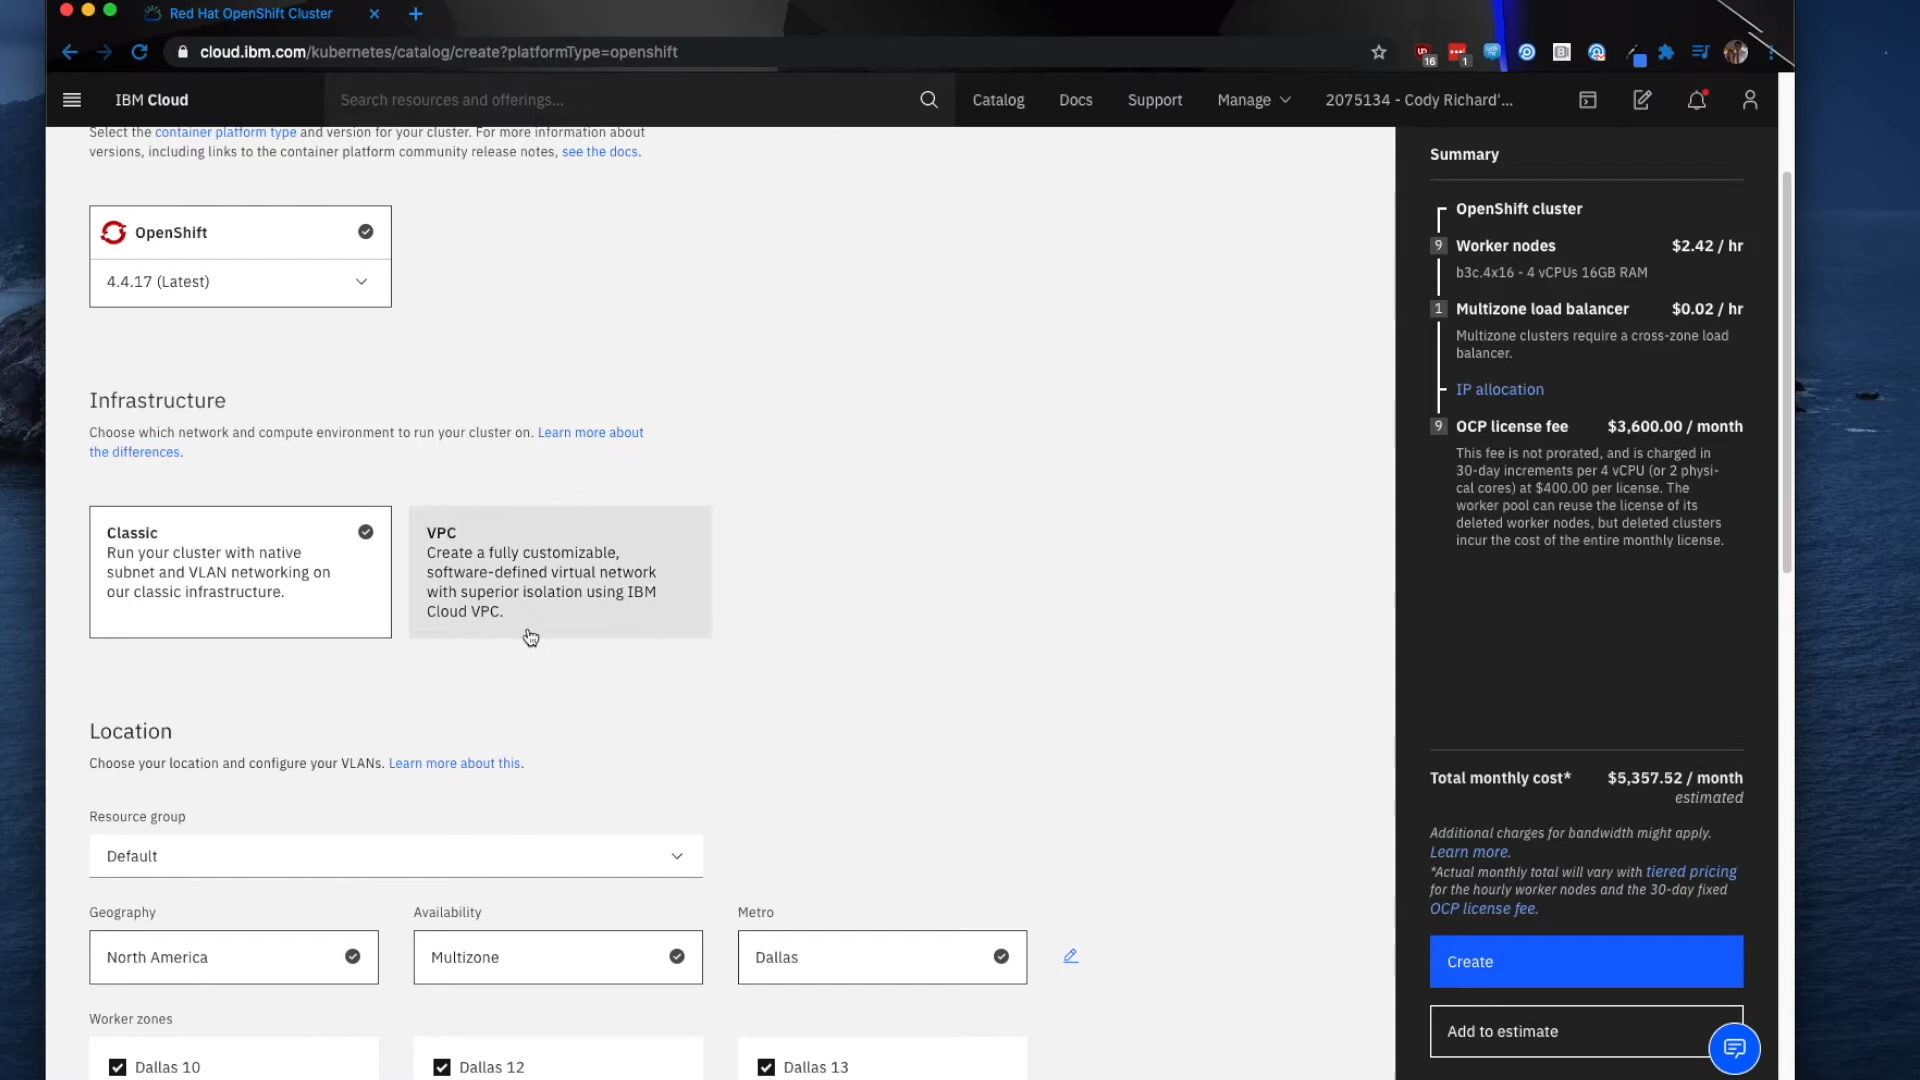 Red Hat OpenShift Cluster
cloud.ibm.com/kubernetes/catalog/create?platformType=openshift
16
1
IBM Cloud
Search resources and offerings...
Catalog
Docs
Support
Manage
2075134 - Cody Richard'...
Select the container platform type and version for your cluster. For more information about
versions, including links to the container platform community release notes, see the docs.
OpenShift
4.4.17 (Latest)
Infrastructure
Choose which network and compute environment to run your cluster on. Learn more about
the differences.
Classic
Run your cluster with native
subnet and VLAN networking on
our classic infrastructure.
VPC
Create a fully customizable,
software-defined virtual network
with superior isolation using IBM
Cloud VPC.
Location
Choose your location and configure your VLANs. Learn more about this.
Resource group
Default
Geography
North America
Availability
Multizone
Metro
Dallas
Worker zones
Dallas 10
Dallas 12
Dallas 13
Summary
OpenShift cluster
9 Worker nodes $2.42 / hr
b3c.4x16 - 4 vCPUs 16GB RAM
1 Multizone load balancer $0.02 / hr
Multizone clusters require a cross-zone load
balancer.
IP allocation
9 OCP license fee $3,600.00 / month
This fee is not prorated, and is charged in
30-day increments per 4 vCPU (or 2 physi-
cal cores) at $400.00 per license. The
worker pool can reuse the license of its
deleted worker nodes, but deleted clusters
incur the cost of the entire monthly license.
Total monthly cost* $5,357.52 / month
estimated
Additional charges for bandwidth might apply.
Learn more.
*Actual monthly total will vary with tiered pricing
for the hourly worker nodes and the 30-day fixed
OCP license fee.
Create
Add to estimate